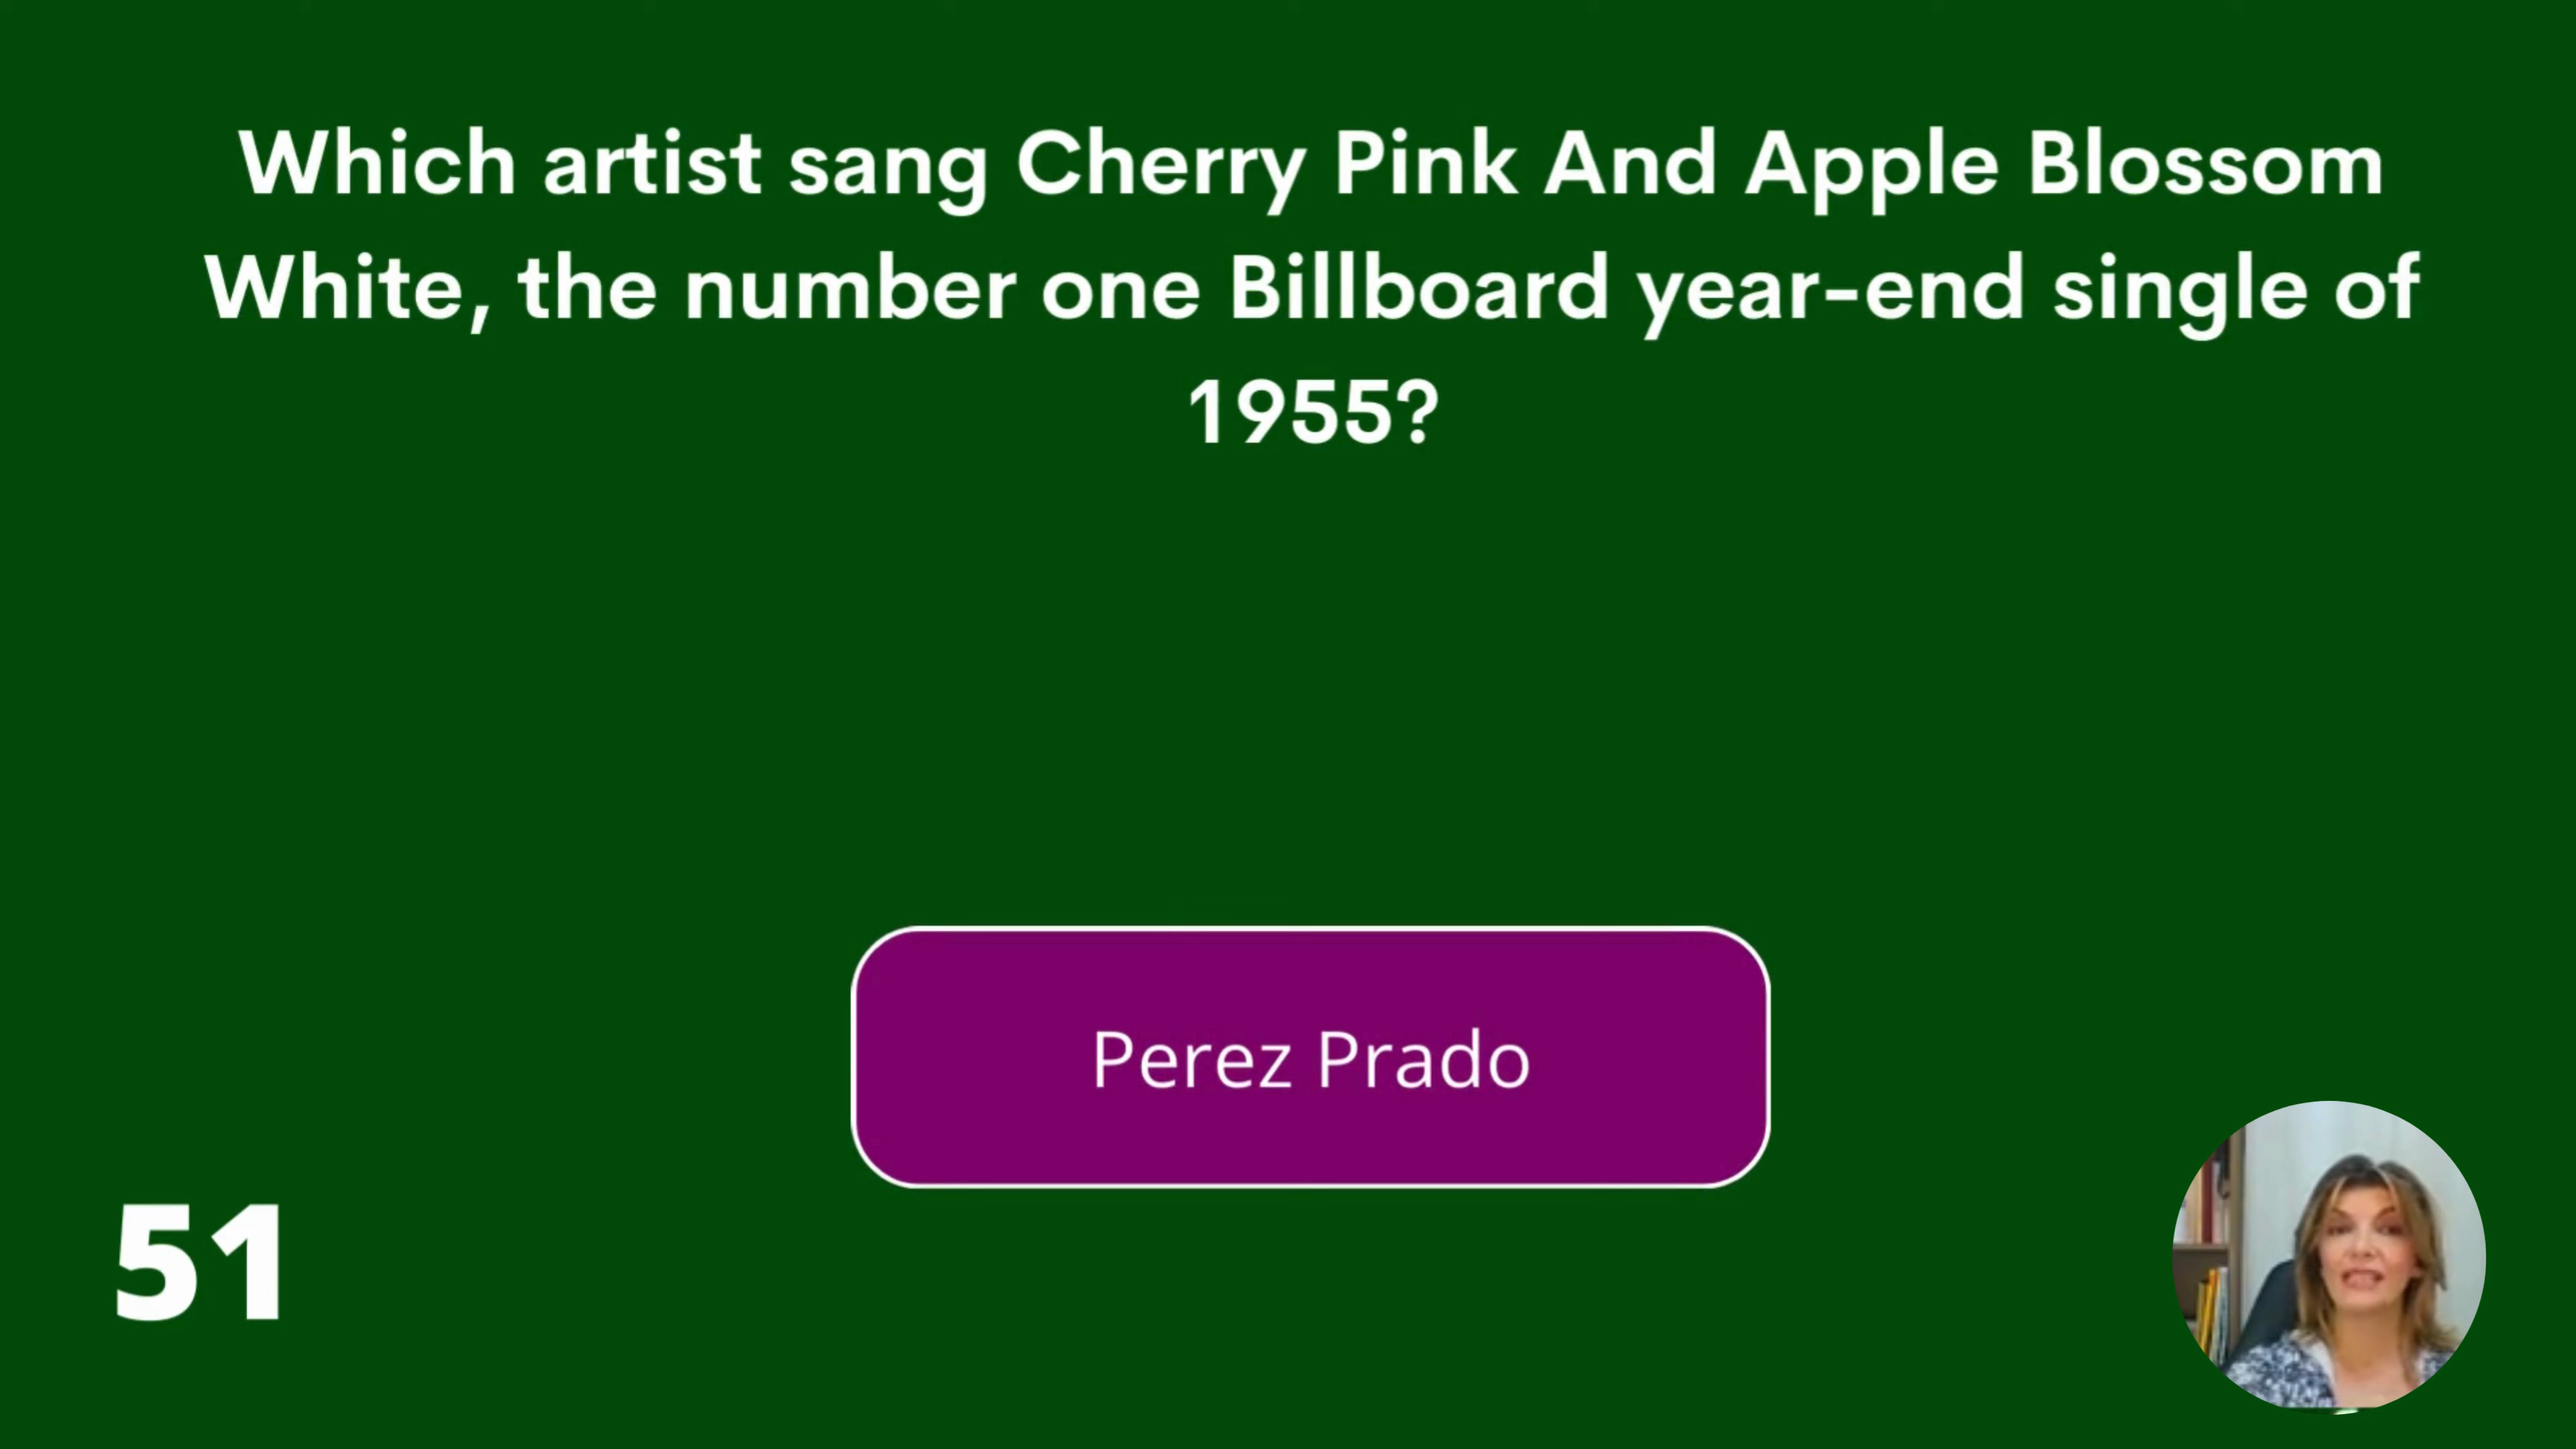 Which artist sang Cherry Pink And Apple Blossom
White, the number one Billboard year-end single of
1955?
Perez Prado
51